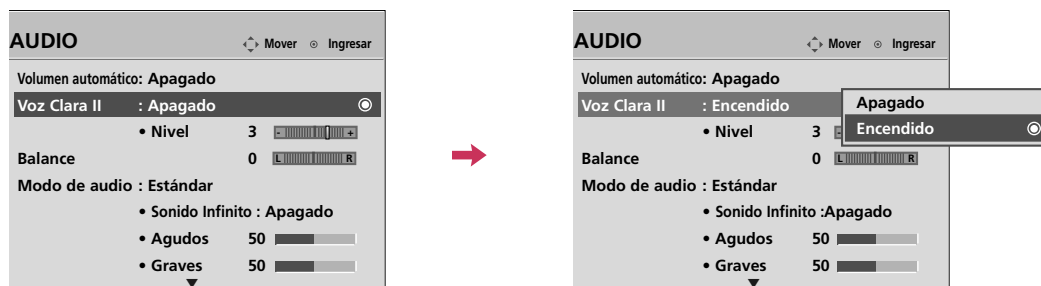 AUDIO Mover Ingresar
Volumen automático: Apagado
Voz Clara II : Apagado
• Nivel 3 - +
Balance 0 L R
Modo de audio : Estándar
• Sonido Infinito : Apagado
• Agudos 50
• Graves 50
AUDIO Mover Ingresar
Volumen automático: Apagado
Voz Clara II : Encendido
Apagado
Encendido
• Nivel 3 -
Balance 0 L R
Modo de audio : Estándar
• Sonido Infinito :Apagado
• Agudos 50
• Graves 50